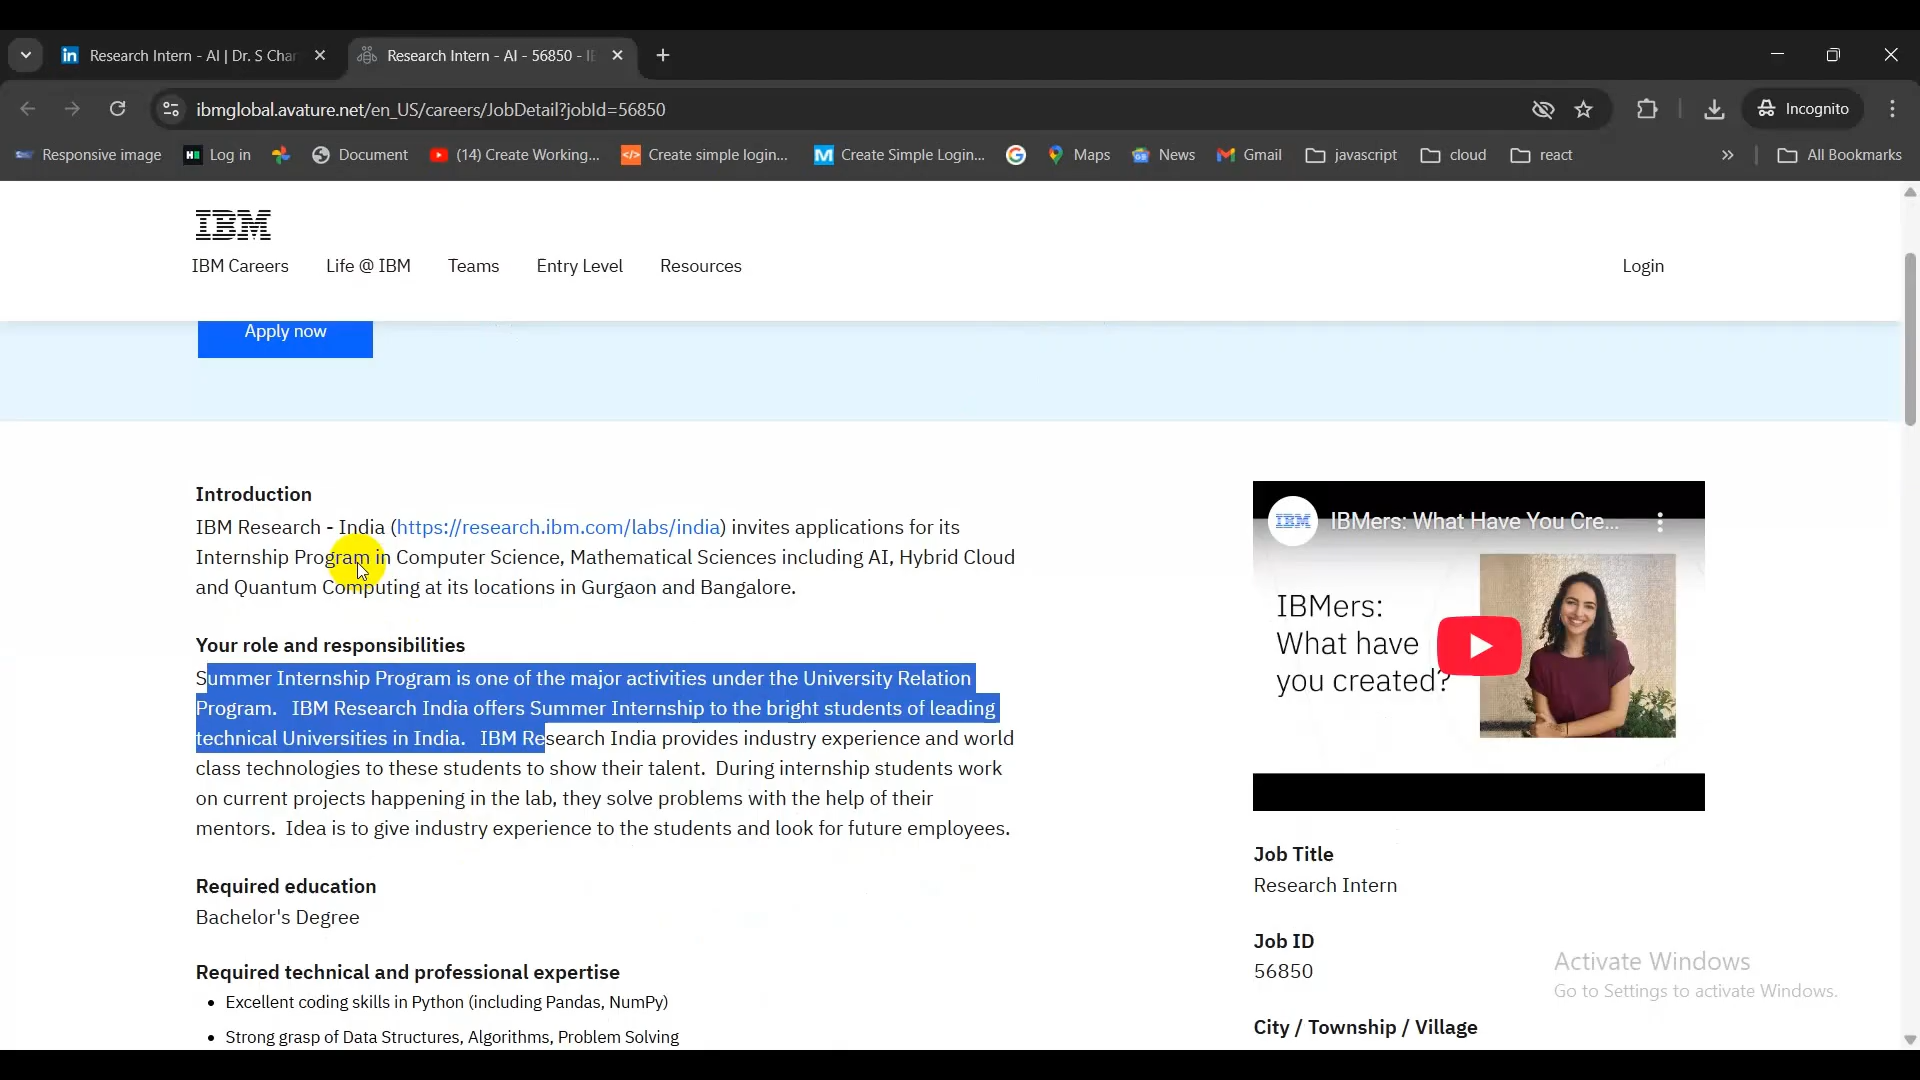 Research Intern - AI | Dr. S Char
Research Intern - AI - 56850 - IB
ibmglobal.avature.net/en_US/careers/JobDetail?jobId=56850
Incognito
Responsive image
Log in
Document
(14) Create Working...
Create simple login...
Create Simple Login...
Maps
News
Gmail
javascript
cloud
react
»
All Bookmarks
IBM
IBM Careers
Life @ IBM
Teams
Entry Level
Resources
Login
Apply now
Introduction
IBM Research - India (https://research.ibm.com/labs/india) invites applications for its
Internship Program in Computer Science, Mathematical Sciences including AI, Hybrid Cloud
and Quantum Computing at its locations in Gurgaon and Bangalore.
Your role and responsibilities
Summer Internship Program is one of the major activities under the University Relation
Program. IBM Research India offers Summer Internship to the bright students of leading
technical Universities in India. IBM Research India provides industry experience and world
class technologies to these students to show their talent. During internship students work
on current projects happening in the lab, they solve problems with the help of their
mentors. Idea is to give industry experience to the students and look for future employees.
Required education
Bachelor's Degree
Required technical and professional expertise
• Excellent coding skills in Python (including Pandas, NumPy)
• Strong grasp of Data Structures, Algorithms, Problem Solving
IBM
IBMers: What Have You Cre...
IBMers:
What have
you created?
Job Title
Research Intern
Job ID
56850
City / Township / Village
Activate Windows
Go to Settings to activate Windows.